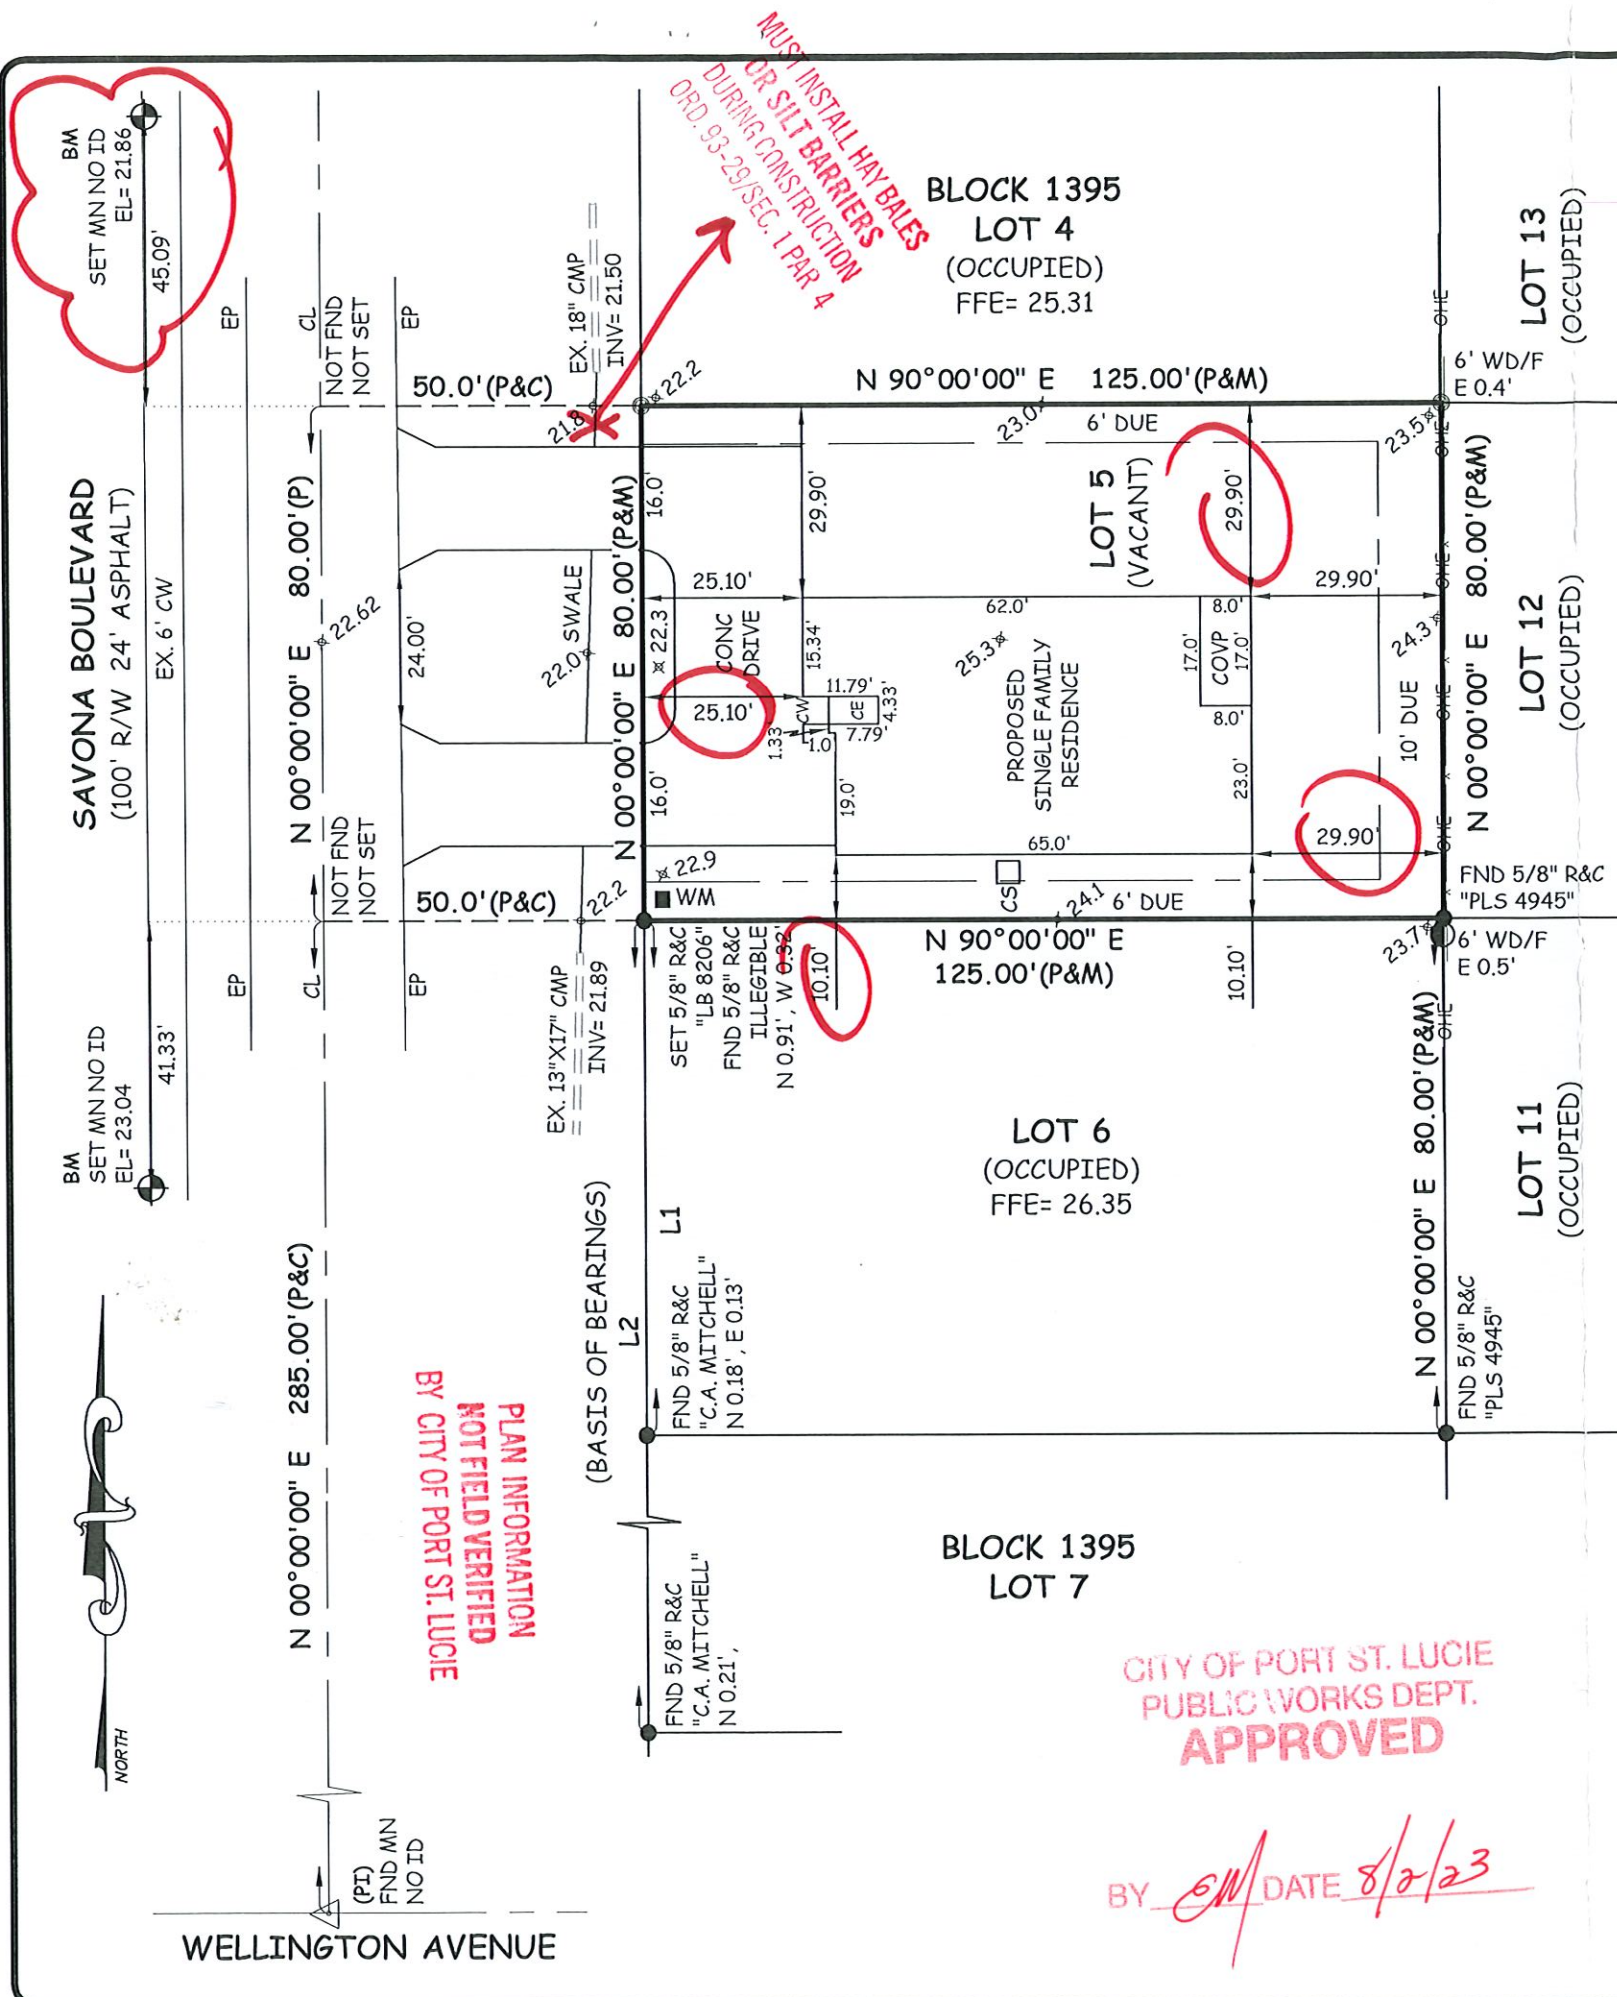 MUST INSTALL HAY BALES
OR SILT BARRIERS
DURING CONSTRUCTION
ORD. 93-29/SEC. 1 PAR 4
BM
SET MN NO ID
EL= 21.86
45.09'
EP
CL
NOT FND
NOT SET
EP
EX. 18" CMP
INV= 21.50
BLOCK 1395
LOT 4
(OCCUPIED)
FFE= 25.31
LOT 13
(OCCUPIED)
OHE
6' WD/F
E 0.4'
50.0'(P&C)
21.8
22.2
N 90°00'00" E 125.00'(P&M)
23.0
6' DUE
23.5
OHE
SAVONA BOULEVARD
(100' R/W 24' ASPHALT)
EX. 6' CW
N 00°00'00" E 80.00'(P)
22.62
24.00'
22.0
SWALE
N 00°00'00" E 80.00'(P&M)
16.0'
29.90'
LOT 5
(VACANT)
29.90'
25.10'
62.0'
8.0'
29.90'
22.3
CONC
DRIVE
15.34'
25.3
17.0'
COVP
17.0'
8.0'
24.3
OHE
N 00°00'00" E 80.00'(P&M)
LOT 12
(OCCUPIED)
25.10'
11.79'
CW
CE
4.33'
1.33'
1.0'
7.79'
PROPOSED
SINGLE FAMILY
RESIDENCE
10' DUE
OHE
16.0'
19.0'
23.0'
65.0'
29.90'
OHE
NOT FND
NOT SET
50.0'(P&C)
22.2
22.9
WM
CS
24.1
6' DUE
FND 5/8" R&C
"PLS 4945"
23.7
6' WD/F
E 0.5'
EP
CL
EP
EX. 13"X17" CMP
INV= 21.89
SET 5/8" R&C
"LB 8206"
FND 5/8" R&C
ILLEGIBLE
N 0.91', W 0.32'
10.10'
N 90°00'00" E
125.00'(P&M)
10.10'
OHE
BM
SET MN NO ID
EL= 23.04
41.33'
LOT 6
(OCCUPIED)
FFE= 26.35
N 00°00'00" E 80.00'(P&M)
LOT 11
(OCCUPIED)
N 00°00'00" E 285.00'(P&C)
(BASIS OF BEARINGS)
L2
L1
FND 5/8" R&C
"C.A. MITCHELL"
N 0.18', E 0.13'
FND 5/8" R&C
"PLS 4945"
PLAN INFORMATION
NOT FIELD VERIFIED
BY CITY OF PORT ST. LUCIE
BLOCK 1395
LOT 7
FND 5/8" R&C
"C.A. MITCHELL"
N 0.21',
NORTH
CITY OF PORT ST. LUCIE
PUBLIC WORKS DEPT.
APPROVED
BY EM DATE 8/2/23
(PI)
FND MN
NO ID
WELLINGTON AVENUE